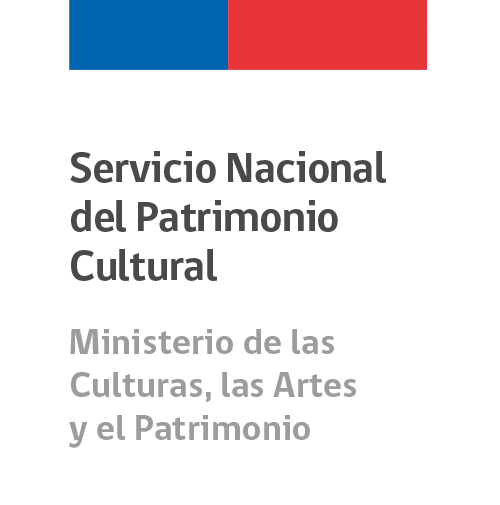 Servicio Nacional
del Patrimonio
Cultural
Ministerio de las
Culturas, las Artes
y el Patrimonio